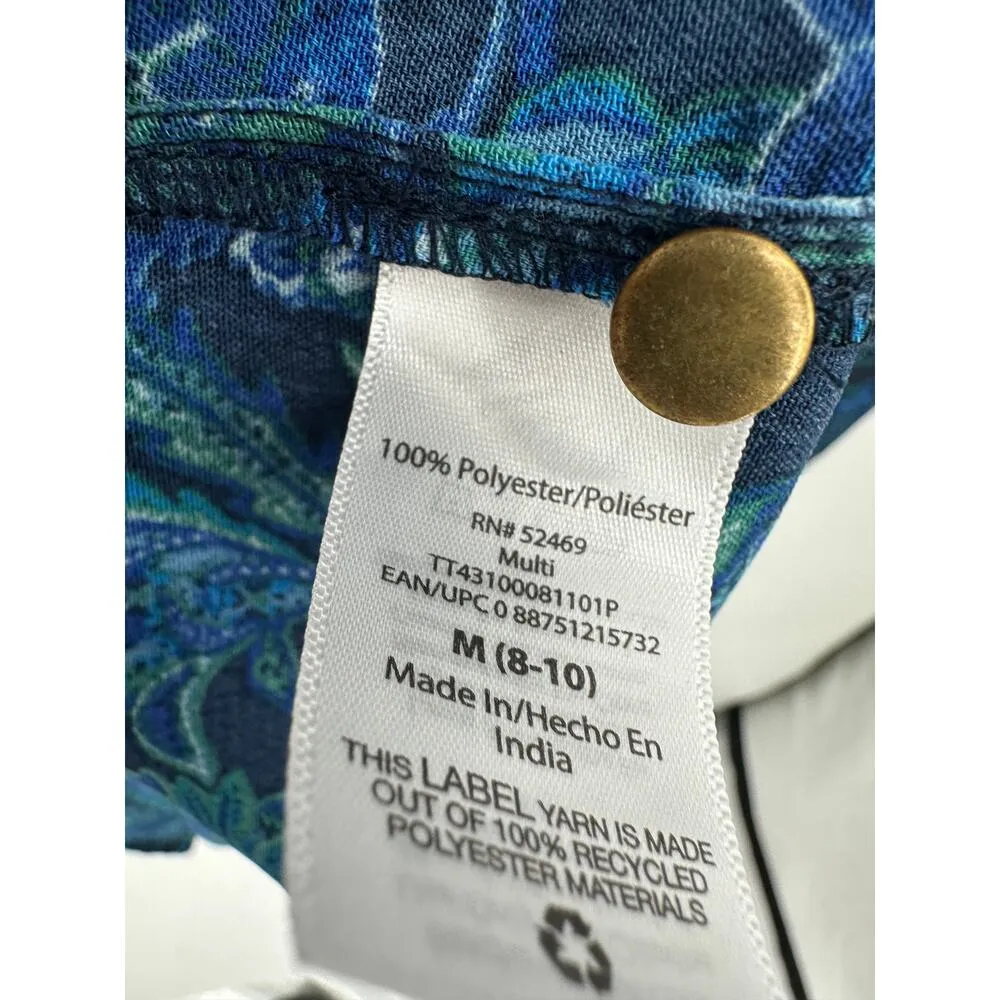 100% Polyester/Poliéster
RN# 52469
Multi
TT43100081101P
EAN/UPC 0 88751215732
M (8-10)
Made In/Hecho En
India
THIS LABEL YARN IS MADE
OUT OF 100% RECYCLED
POLYESTER MATERIALS